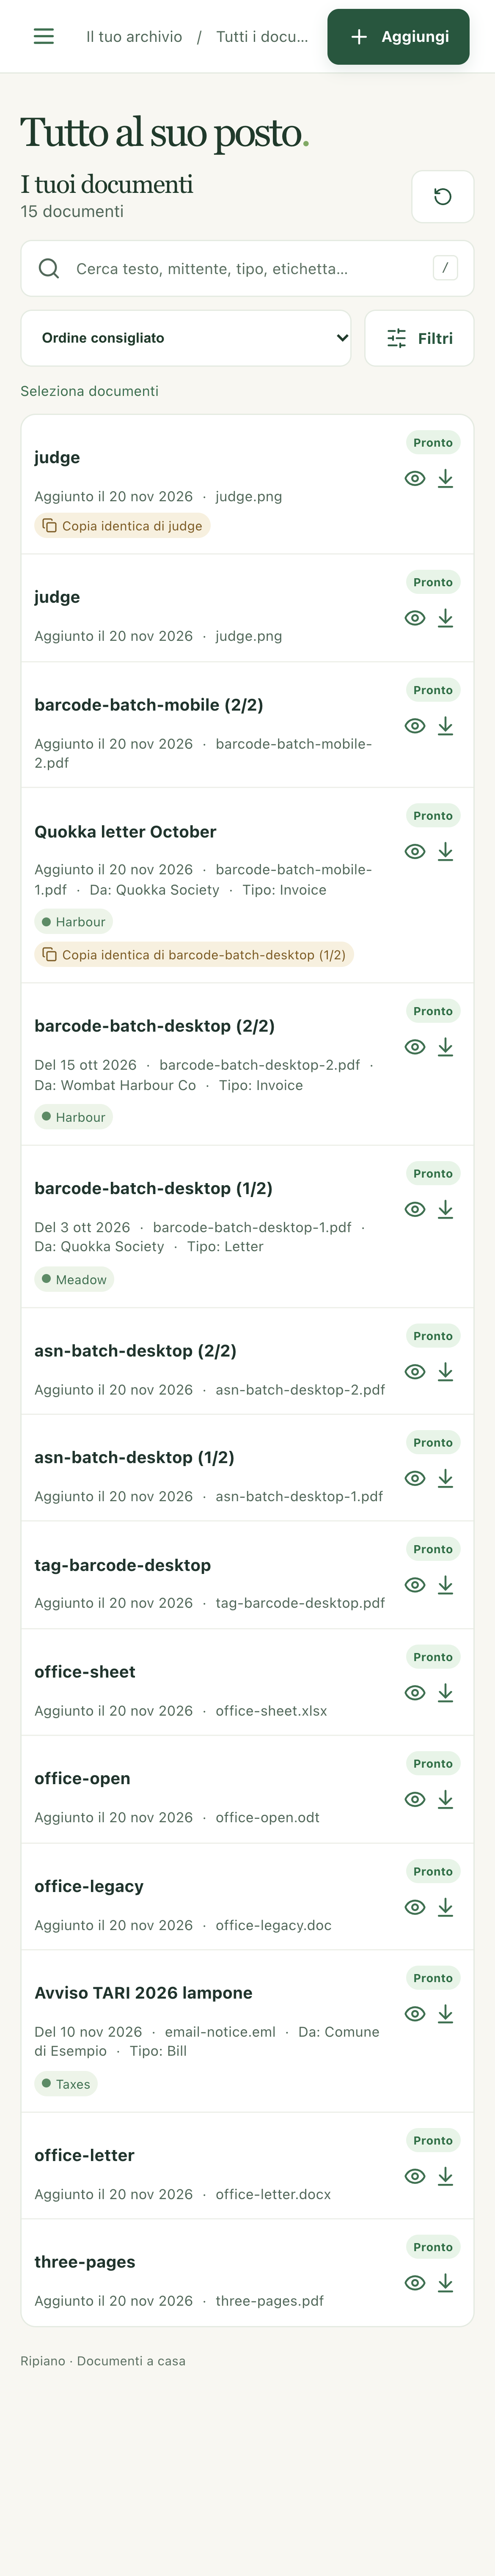 Il tuo archivio / Tutti i docu...
Aggiungi
Tutto al suo posto.
I tuoi documenti
15 documenti
Cerca testo, mittente, tipo, etichetta...
/
Ordine consigliato
Filtri
Seleziona documenti
Pronto
judge
Aggiunto il 20 nov 2026 · judge.png
Copia identica di judge
Pronto
judge
Aggiunto il 20 nov 2026 · judge.png
Pronto
barcode-batch-mobile (2/2)
Aggiunto il 20 nov 2026 · barcode-batch-mobile-
2.pdf
Pronto
Quokka letter October
Aggiunto il 20 nov 2026 · barcode-batch-mobile-
1.pdf · Da: Quokka Society · Tipo: Invoice
Harbour
Copia identica di barcode-batch-desktop (1/2)
Pronto
barcode-batch-desktop (2/2)
Del 15 ott 2026 · barcode-batch-desktop-2.pdf ·
Da: Wombat Harbour Co · Tipo: Invoice
Harbour
Pronto
barcode-batch-desktop (1/2)
Del 3 ott 2026 · barcode-batch-desktop-1.pdf ·
Da: Quokka Society · Tipo: Letter
Meadow
Pronto
asn-batch-desktop (2/2)
Aggiunto il 20 nov 2026 · asn-batch-desktop-2.pdf
Pronto
asn-batch-desktop (1/2)
Aggiunto il 20 nov 2026 · asn-batch-desktop-1.pdf
Pronto
tag-barcode-desktop
Aggiunto il 20 nov 2026 · tag-barcode-desktop.pdf
Pronto
office-sheet
Aggiunto il 20 nov 2026 · office-sheet.xlsx
Pronto
office-open
Aggiunto il 20 nov 2026 · office-open.odt
Pronto
office-legacy
Aggiunto il 20 nov 2026 · office-legacy.doc
Pronto
Avviso TARI 2026 lampone
Del 10 nov 2026 · email-notice.eml · Da: Comune
di Esempio · Tipo: Bill
Taxes
Pronto
office-letter
Aggiunto il 20 nov 2026 · office-letter.docx
Pronto
three-pages
Aggiunto il 20 nov 2026 · three-pages.pdf
Ripiano · Documenti a casa